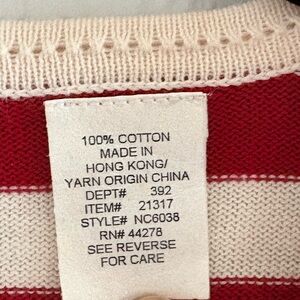 100% COTTON
MADE IN
HONG KONG/
YARN ORIGIN CHINA
DEPT# 392
ITEM# 21317
STYLE# NC6038
RN# 44278
SEE REVERSE
FOR CARE